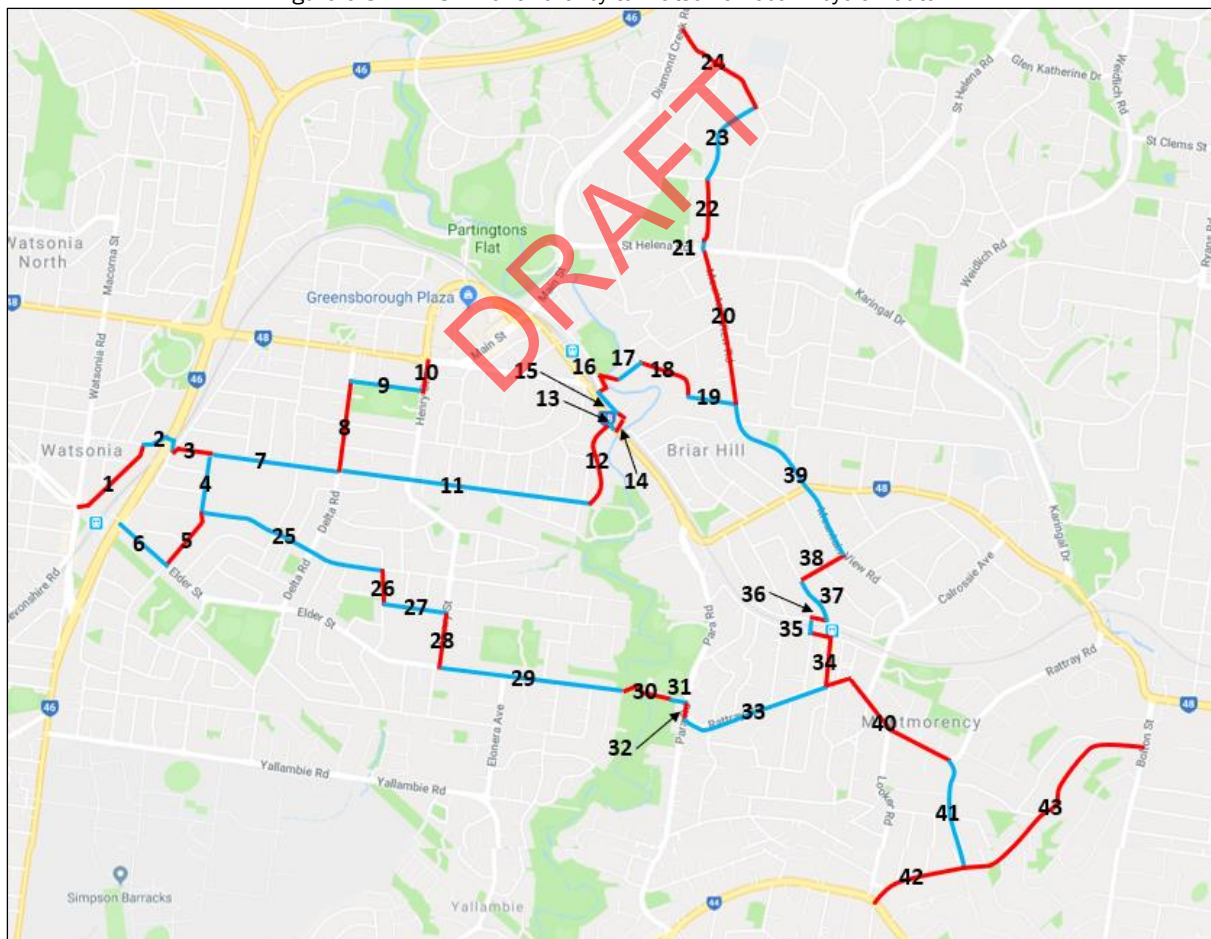 46
46
Diamond Creek Rd
24
St Helena Rd
Glen Katherine Dr
Weidlich Rd
St Clems St
23
DRAFT
22
Partingtons
Flat
St Helena
21
Watsonia
North
Macorna St
Weidlich Rd
Ryans Rd
Main St
Greensborough Plaza
Karingal Dr
48
20
48
Main St
Watsonia Rd
46
16
17
18
15
10
9
19
13
Henry
8
Watsonia
2
3
7
12
14
Briar Hill
1
4
11
39
48
Delta Rd
Karingal Dr
6
5
25
Mountain View Rd
38
Elder St
Delta Rd
26
Calrossie Ave
36
37
27
Elder St
St
35
Para Rd
28
34
Rattray Rd
29
30
31
46
33
40
Montmorency
48
32
Para
Bolton St
Elonera Ave
Yallambie Rd
Yallambie Rd
Looker Rd
41
43
42
Simpson Barracks
Yallambie
44